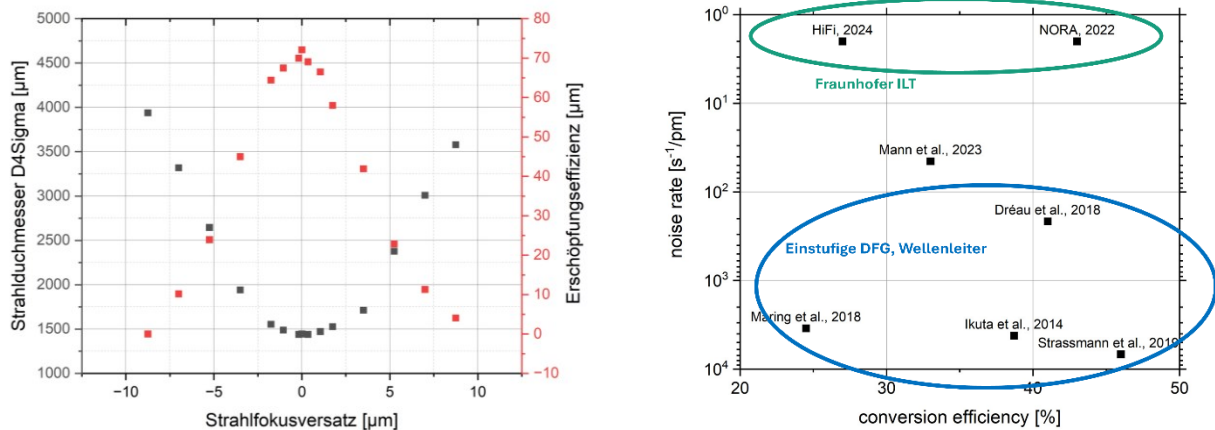 Strahlduchmesser D4Sigma [µm]
5000
4500
4000
3500
3000
2500
2000
1500
1000
80
70
60
50
40
30
20
10
0
−10
Erschöpfungseffizienz [µm]
−10
−5
0
5
10
Strahlfokusversatz [µm]
noise rate [s⁻¹/pm]
10⁰
10¹
10²
10³
10⁴
HiFi, 2024
NORA, 2022
Fraunhofer ILT
Mann et al., 2023
Dréau et al., 2018
Einstufige DFG, Wellenleiter
Maring et al., 2018
Ikuta et al., 2014
Strassmann et al., 2019
20
30
40
50
conversion efficiency [%]